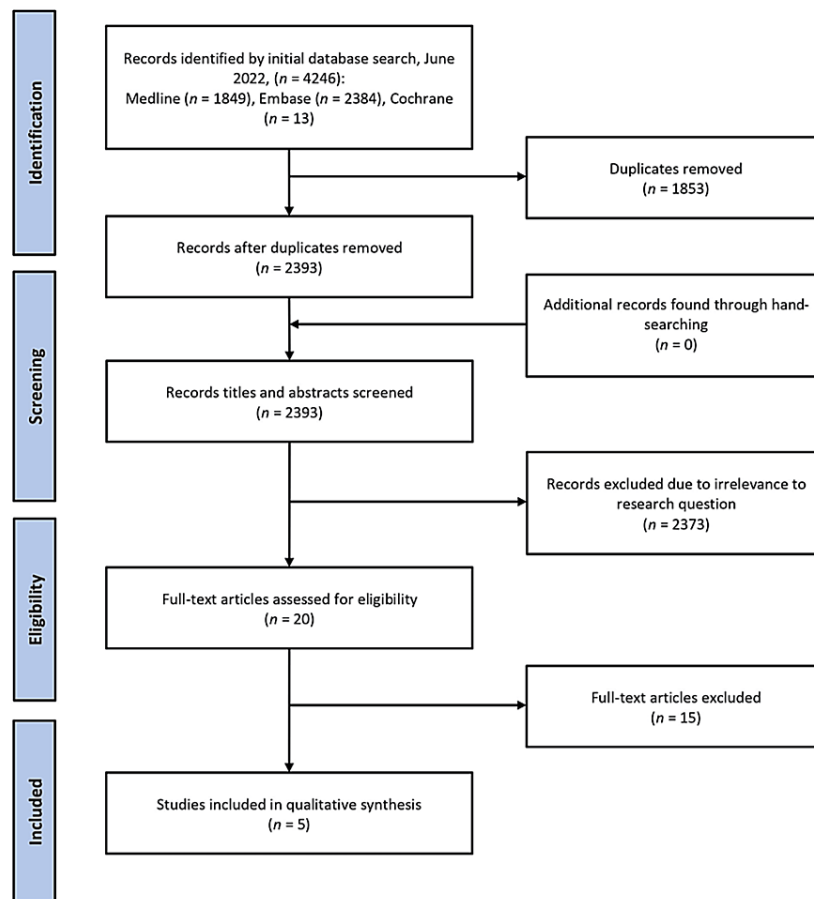 Identification
Records identified by initial database search, June
2022, (n = 4246):
Medline (n = 1849), Embase (n = 2384), Cochrane
(n = 13)
Duplicates removed
(n = 1853)
Records after duplicates removed
(n = 2393)
Screening
Additional records found through hand-
searching
(n = 0)
Records titles and abstracts screened
(n = 2393)
Records excluded due to irrelevance to
research question
(n = 2373)
Eligibility
Full-text articles assessed for eligibility
(n = 20)
Full-text articles excluded
(n = 15)
Included
Studies included in qualitative synthesis
(n = 5)